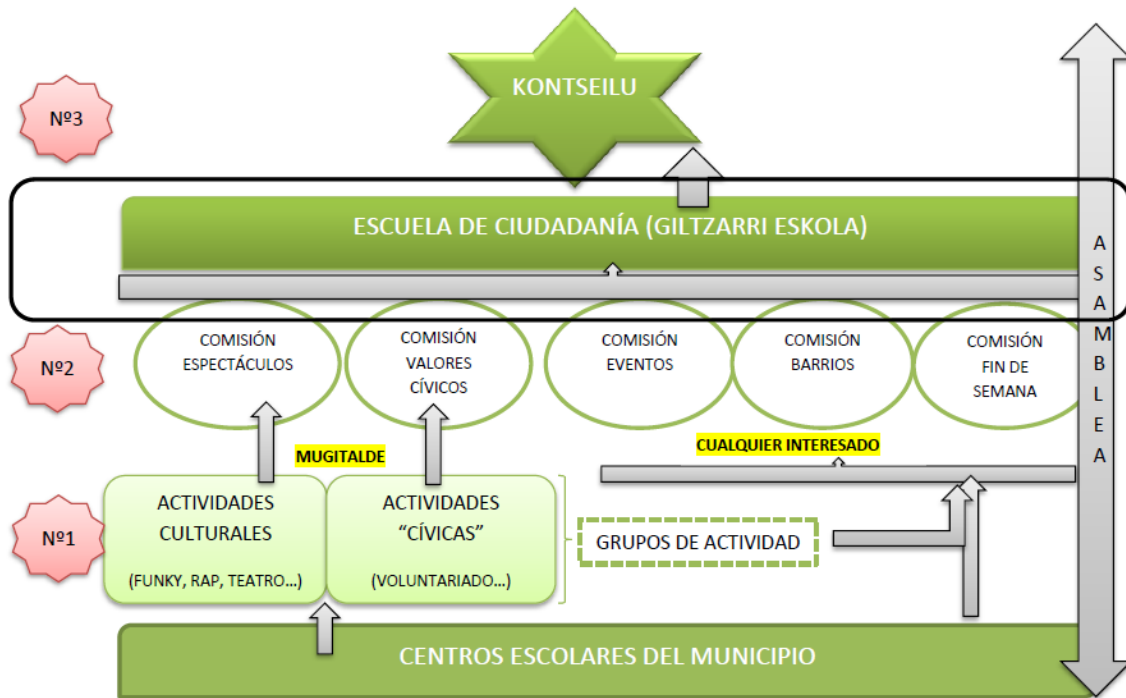 KONTSEILU
Nº3
ESCUELA DE CIUDADANÍA (GILTZARRI ESKOLA)
ASAMBLEA
Nº2
COMISIÓN
ESPECTÁCULOS
COMISIÓN
VALORES
CÍVICOS
COMISIÓN
EVENTOS
COMISIÓN
BARRIOS
COMISIÓN
FIN DE
SEMANA
MUGITALDE
CUALQUIER INTERESADO
Nº1
ACTIVIDADES
CULTURALES
(FUNKY, RAP, TEATRO...)
ACTIVIDADES
“CÍVICAS”
(VOLUNTARIADO...)
GRUPOS DE ACTIVIDAD
CENTROS ESCOLARES DEL MUNICIPIO